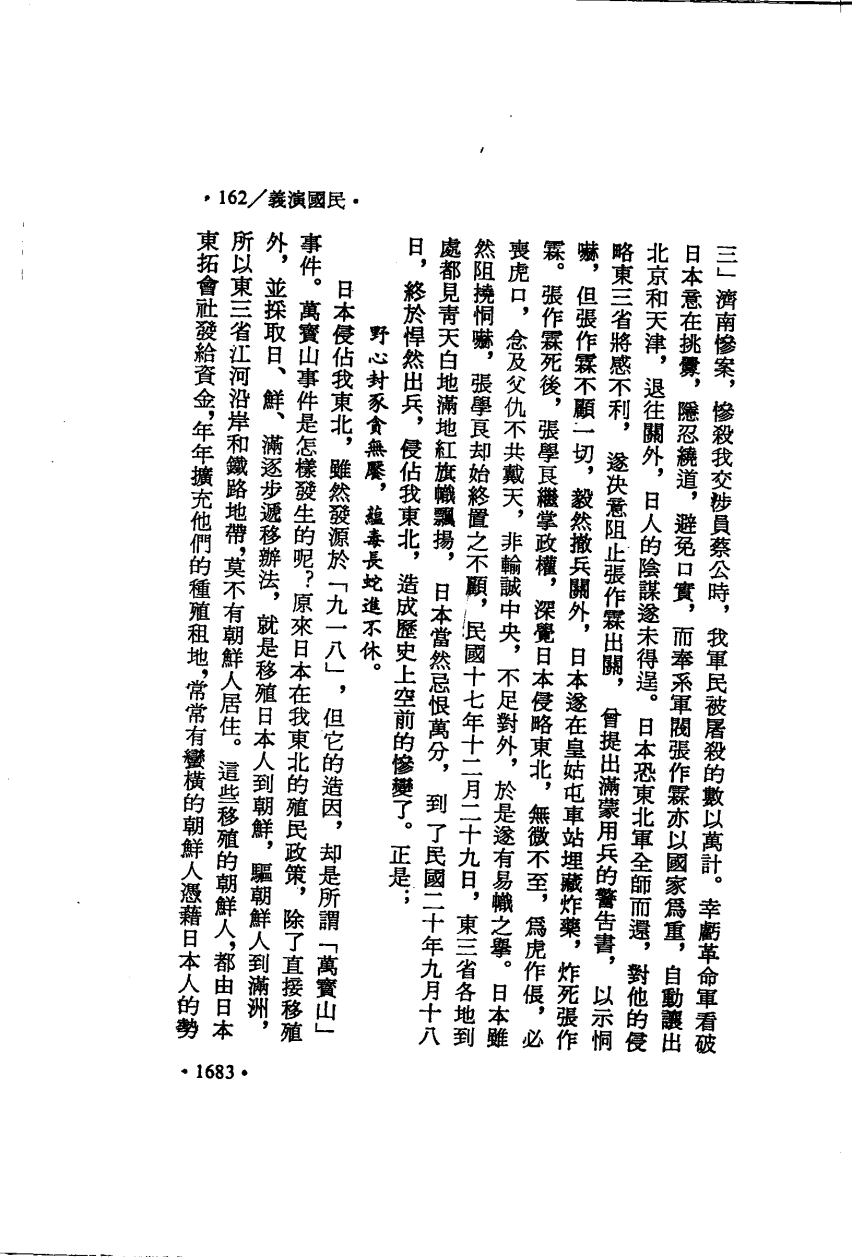 ·162／義演國民·
三」濟南慘案，慘殺我交涉員蔡公時，我軍民被屠殺的數以萬計。幸虧革命軍看破
日本意在挑釁，隱忍繞道，避免口實，而奉系軍閥張作霖亦以國家爲重，自動讓出
北京和天津，退往關外，日人的陰謀遂未得逞。日本恐東北軍全師而還，對他的侵
略東三省將感不利，遂決意阻止張作霖出關，曾提出滿蒙用兵的警告書，以示恫
嚇，但張作霖不顧一切，毅然撤兵關外，日本遂在皇姑屯車站埋藏炸藥，炸死張作
霖。張作霖死後，張學良繼掌政權，深覺日本侵略東北，無微不至，爲虎作倀，必
喪虎口，念及父仇不共戴天，非輸誠中央，不足對外，於是遂有易幟之舉。日本雖
然阻撓恫嚇，張學良却始終置之不顧，民國十七年十二月二十九日，東三省各地到
處都見靑天白地滿地紅旗幟飄揚，日本當然忌恨萬分，到了民國二十年九月十八
日，終於悍然出兵，侵佔我東北，造成歷史上空前的慘變了。正是；
野心封豕貪無饜，蘊毒長蛇進不休。
日本侵佔我東北，雖然發源於「九一八」，但它的造因，却是所謂「萬寳山」
事件。萬寳山事件是怎樣發生的呢？原來日本在我東北的殖民政策，除了直接移殖
外，並採取日、鮮、滿逐步遞移辦法，就是移殖日本人到朝鮮，驅朝鮮人到滿洲，
所以東三省江河沿岸和鐵路地帶，莫不有朝鮮人居住。這些移殖的朝鮮人，都由日本
東拓會社發給資金，年年擴充他們的種殖租地，常常有蠻橫的朝鮮人憑藉日本人的勢
·1683·